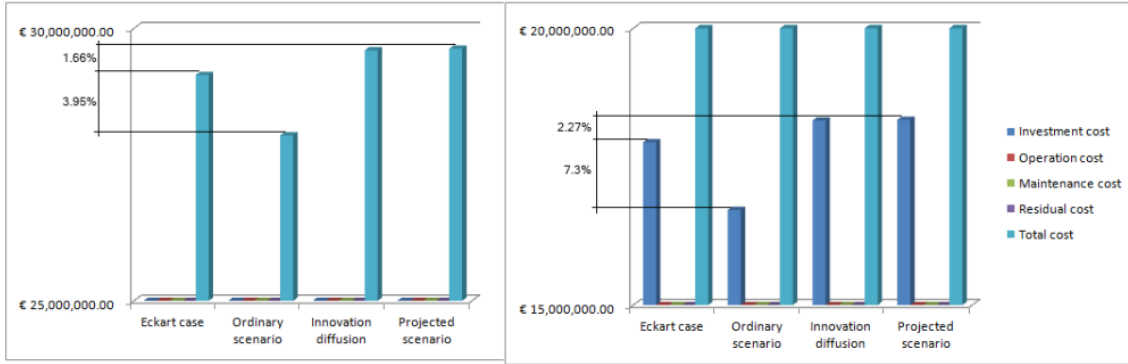 € 30,000,000.00
1.66%
3.95%
€ 25,000,000.00
Eckart case
Ordinary
scenario
Innovation
diffusion
Projected
scenario
€ 20,000,000.00
2.27%
7.3%
€ 15,000,000.00
Eckart case
Ordinary
scenario
Innovation
diffusion
Projected
scenario
Investment cost
Operation cost
Maintenance cost
Residual cost
Total cost